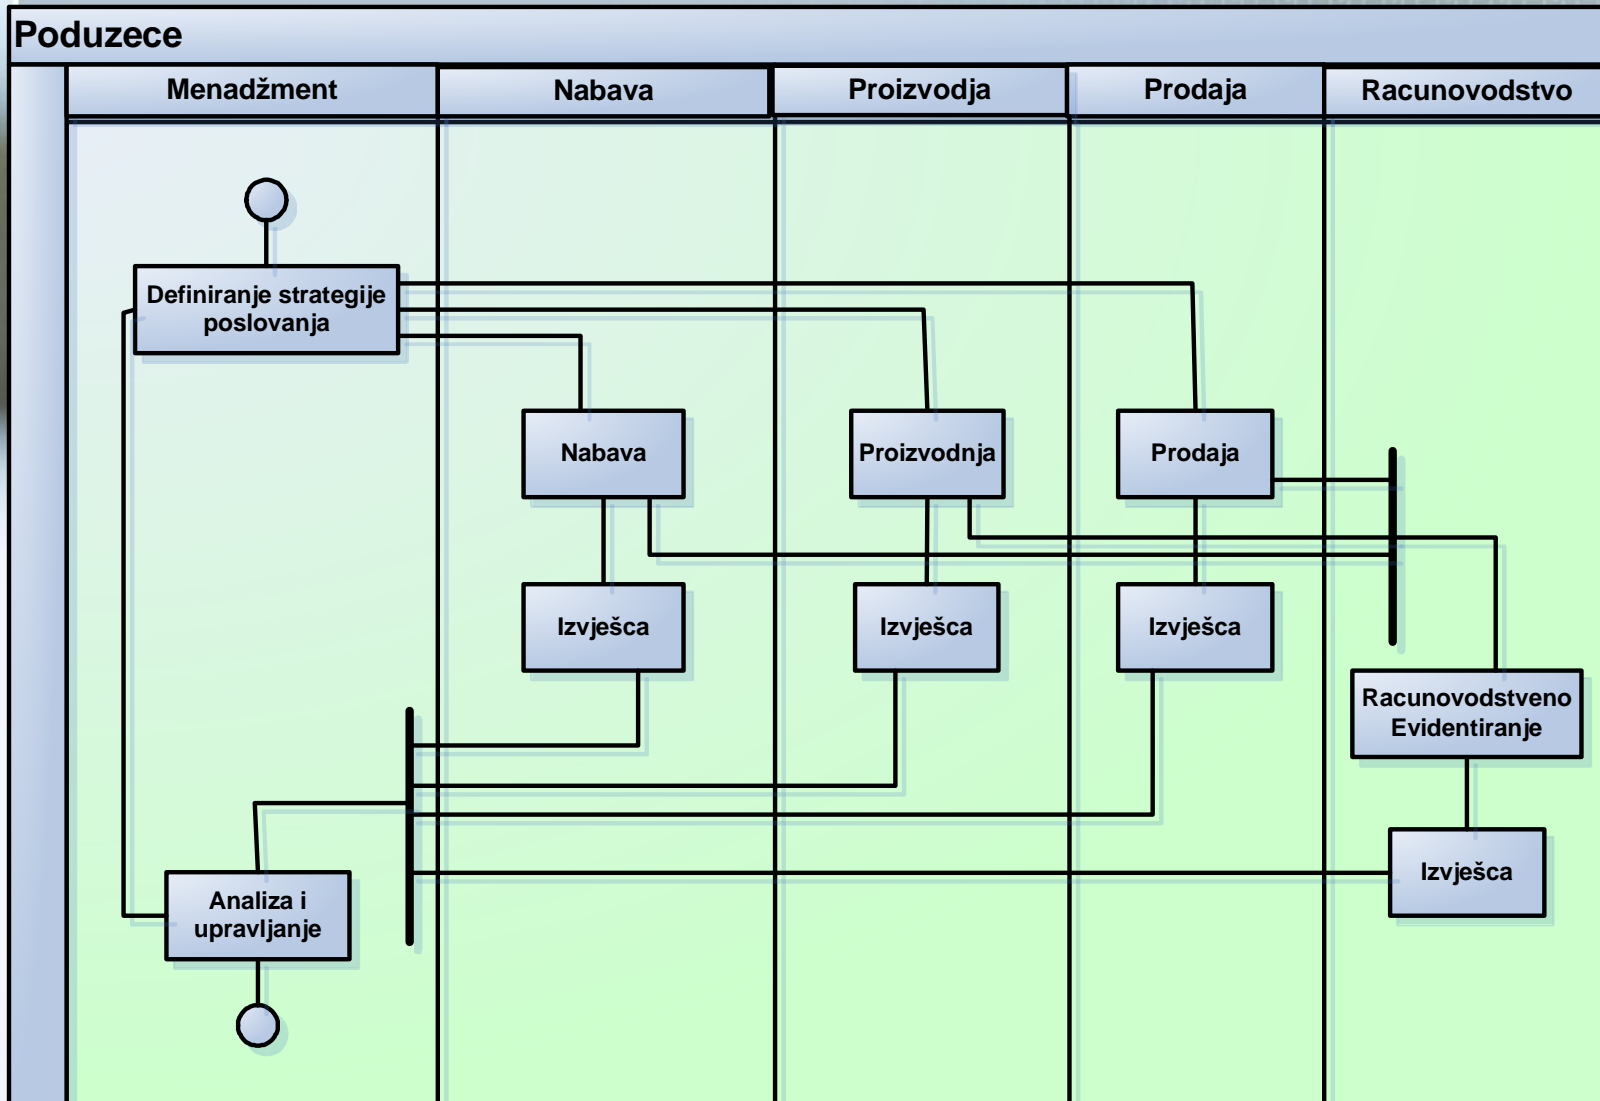 Poduzece
Menadžment
Nabava
Proizvodja
Prodaja
Racunovodstvo
Definiranje strategije
poslovanja
Nabava
Proizvodnja
Prodaja
Izvješca
Izvješca
Izvješca
Racunovodstveno
Evidentiranje
Izvješca
Analiza i
upravljanje